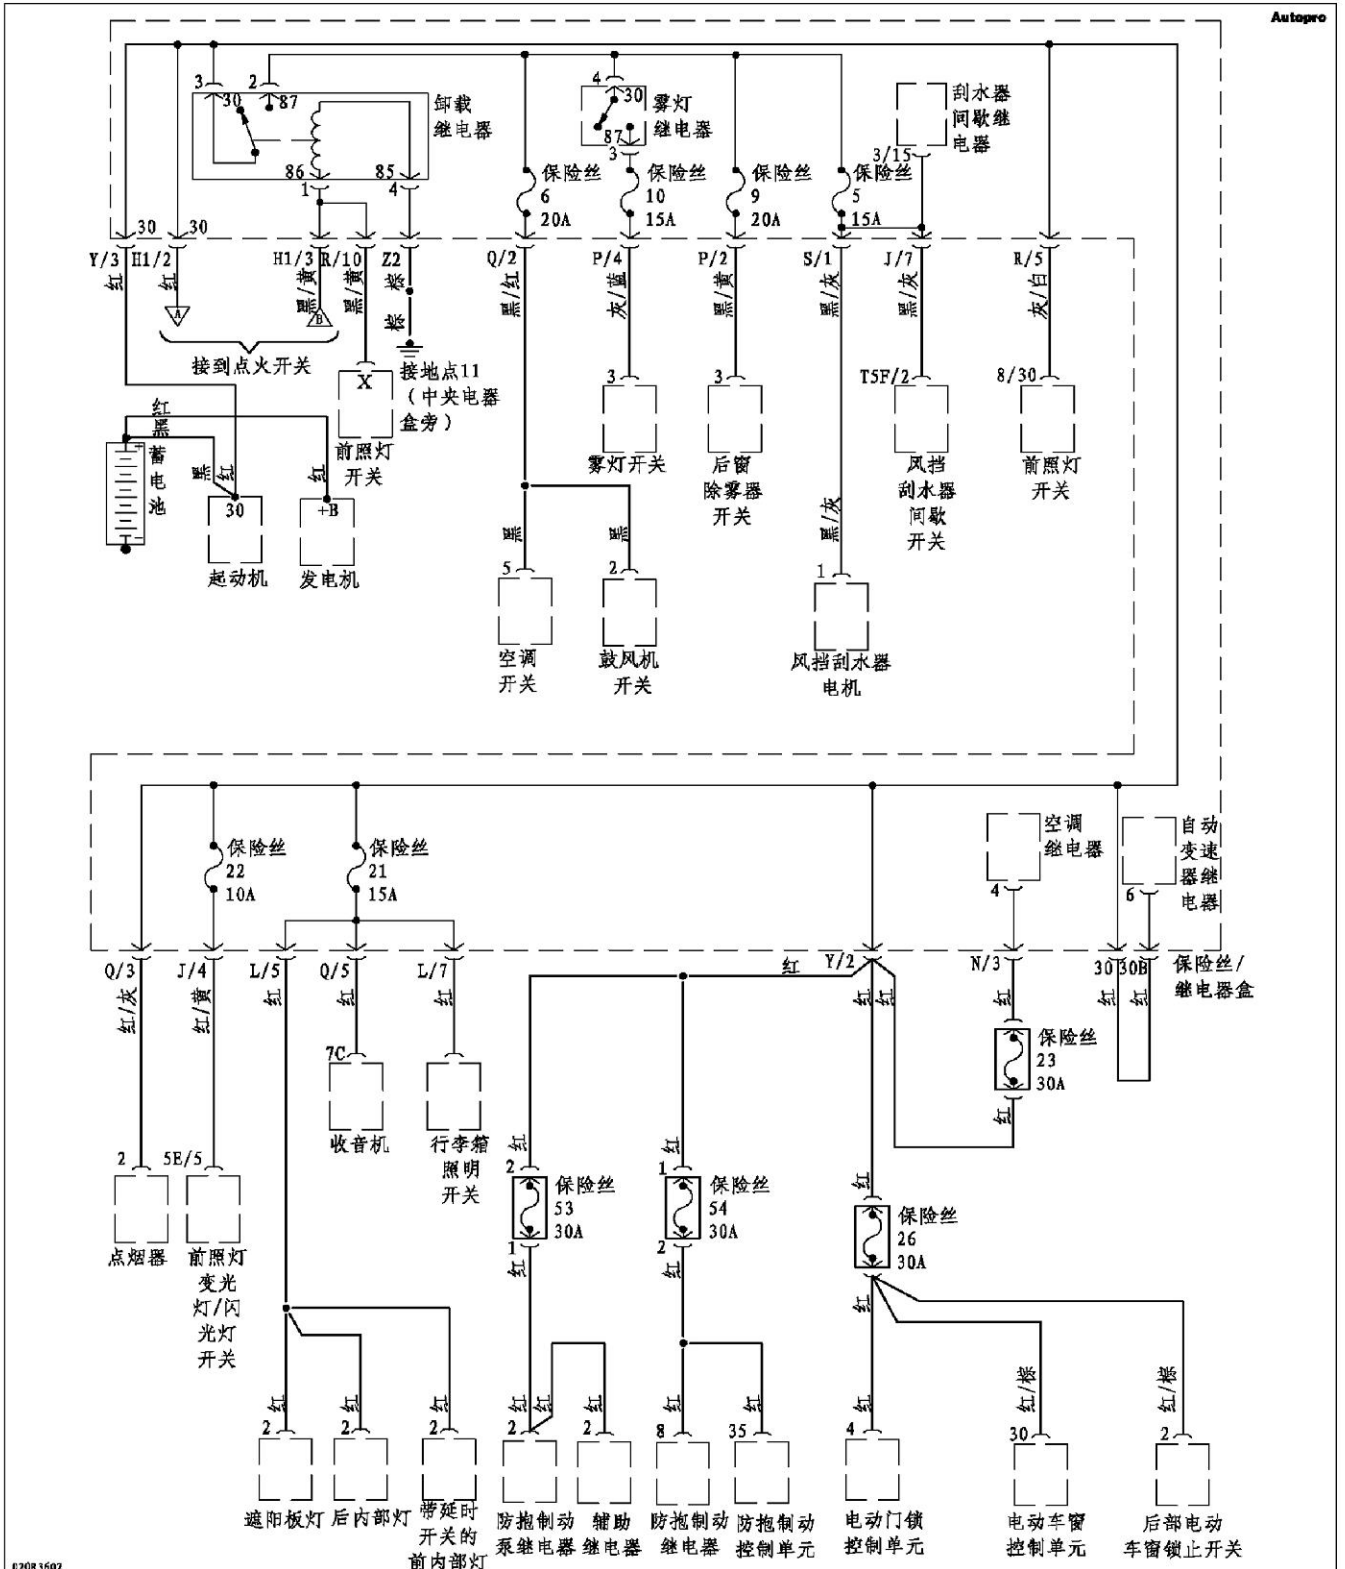 Autopro
3
2
30
87
卸载
继电器
86
85
1
4
4
30
雾灯
继电器
87
3
刮水器
间歇继
电器
3/15
保险丝
6
20A
保险丝
10
15A
保险丝
9
20A
保险丝
5
15A
30
30
Y/3
H1/2
H1/3
R/10
Z2
Q/2
P/4
P/2
S/1
J/7
R/5
红
红
黑/黄
黑/黄
棕
棕
黑/红
灰/蓝
黑/黄
黑/灰
黑/灰
灰/白
A
B
接到点火开关
X
前照灯
开关
接地点11
(中央电器
盒旁)
3
雾灯开关
3
后窗
除雾器
开关
T5F/2
风挡
刮水器
间歇
开关
8/30
前照灯
开关
红
黑
+
-
蓄
电
池
黑
红
红
30
起动机
+B
发电机
黑
黑
黑/灰
5
空调
开关
2
鼓风机
开关
1
风挡刮水器
电机
保险丝
22
10A
保险丝
21
15A
空调
继电器
4
自动
变速
器继
电器
6
Q/3
J/4
L/5
Q/5
L/7
红
Y/2
N/3
30
30B
保险丝/
继电器盒
红/灰
红/黄
红
红
红
红
红
红
红
红
保险丝
23
30A
红
7C
收音机
行李箱
照明
开关
2
点烟器
5E/5
前照灯
变光
灯/闪
光灯
开关
红
2
保险丝
53
30A
1
红
红
1
保险丝
54
30A
2
红
红
保险丝
26
30A
红
红
红
红
红
红
红
红
红
红/棕
红/棕
2
遮阳板灯
2
后内部灯
2
带延时
开关的
前内部灯
2
防抱制动
泵继电器
2
辅助
继电器
8
防抱制动
继电器
35
防抱制动
控制单元
4
电动门锁
控制单元
30
电动车窗
控制单元
2
后部电动
车窗锁止开关